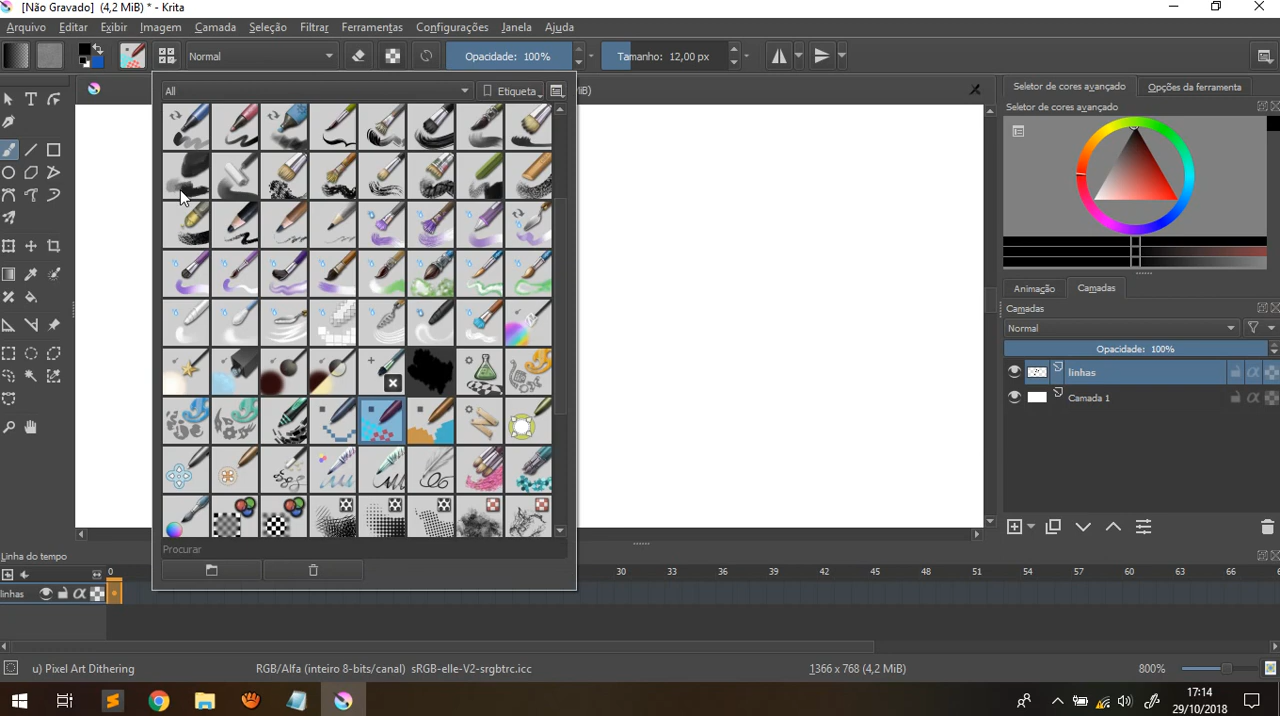 [Não Gravado] (4,2 MiB) * - Krita
Arquivo Editar Exibir Imagem Camada Seleção Filtrar Ferramentas Configurações Janela Ajuda
Normal Opacidade: 100% Tamanho: 12,00 px
All Etiqueta iB)
Seletor de cores avançado Opções da ferramenta
Seletor de cores avançado
Animação Camadas
Camadas
Normal
Opacidade: 100%
linhas
Camada 1
Procurar
Linha do tempo
0 30 33 36 39 42 45 48 51 54 57 60 63 66
linhas
u) Pixel Art Dithering RGB/Alfa (inteiro 8-bits/canal) sRGB-elle-V2-srgbtrc.icc 1366 x 768 (4,2 MiB) 800%
17:14
29/10/2018